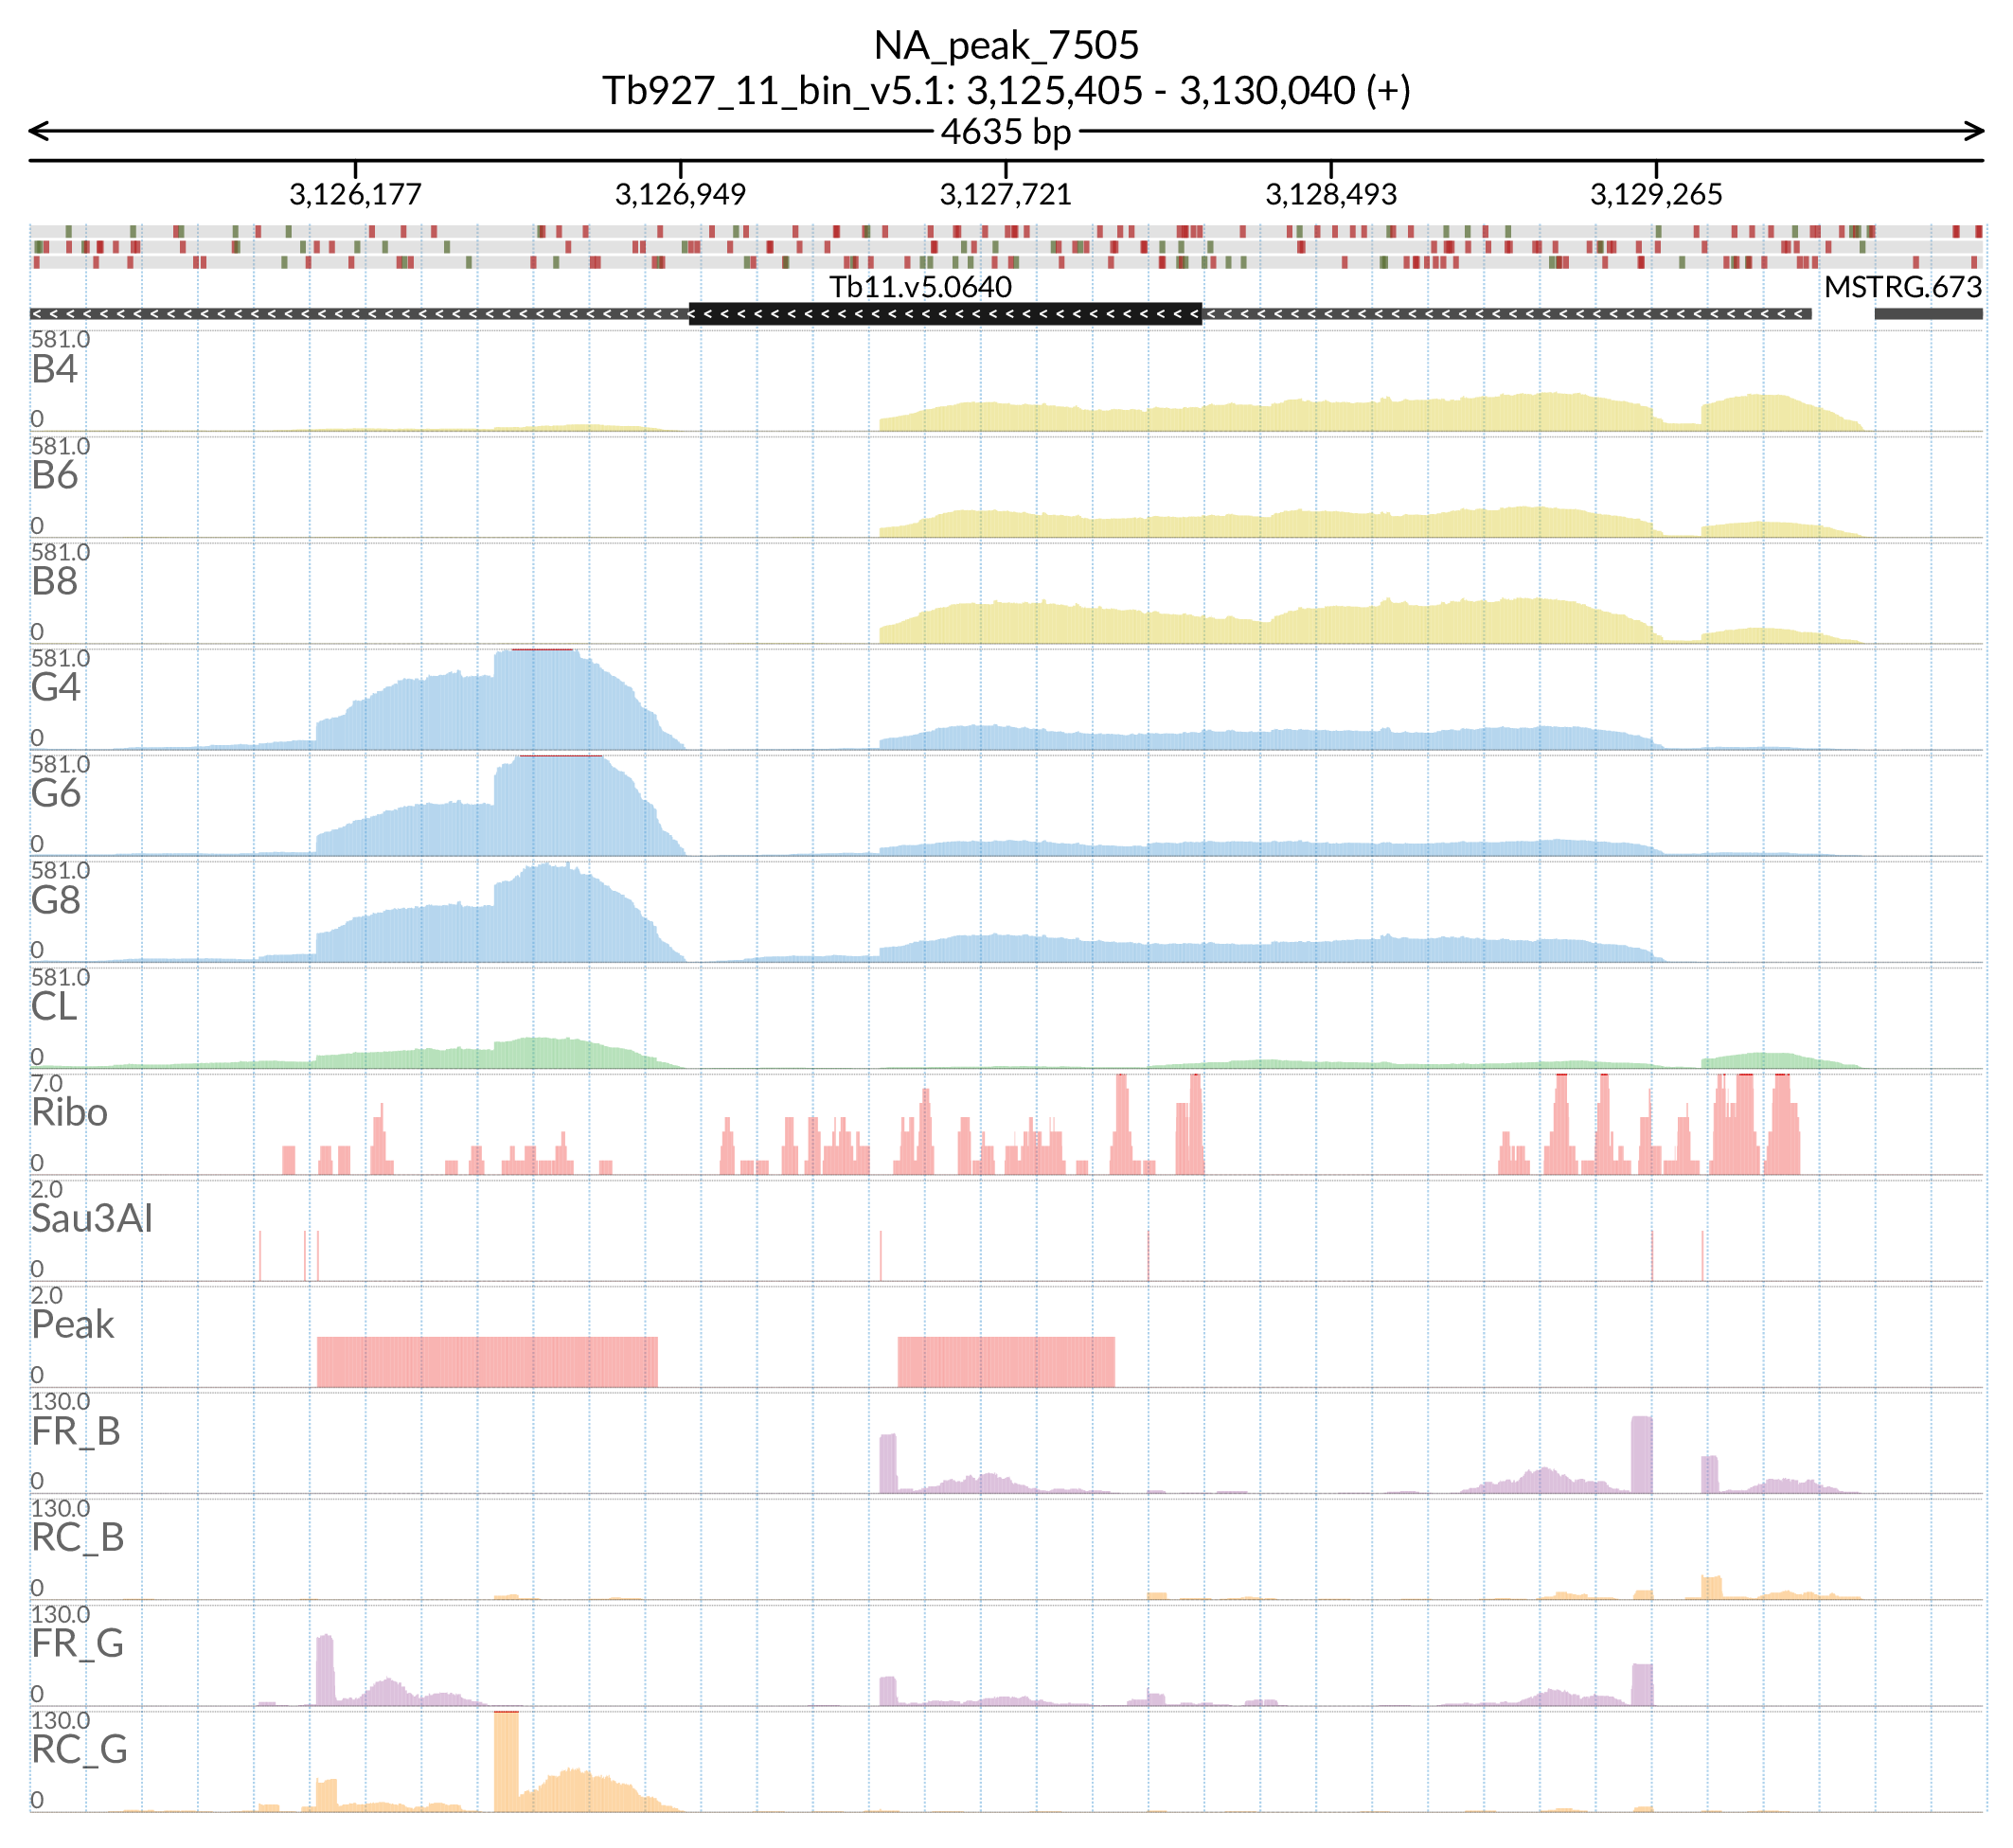 NA_peak_7505
Tb927_11_bin_v5.1: 3,125,405 - 3,130,040 (+)
4635 bp
3,126,177 3,126,949 3,127,721 3,128,493 3,129,265
Tb11.v5.0640 MSTRG.673
581.0
B4
0
581.0
B6
0
581.0
B8
0
581.0
G4
0
581.0
G6
0
581.0
G8
0
581.0
CL
0
7.0
Ribo
0
2.0
Sau3AI
0
2.0
Peak
0
130.0
FR_B
0
130.0
RC_B
0
130.0
FR_G
0
130.0
RC_G
0